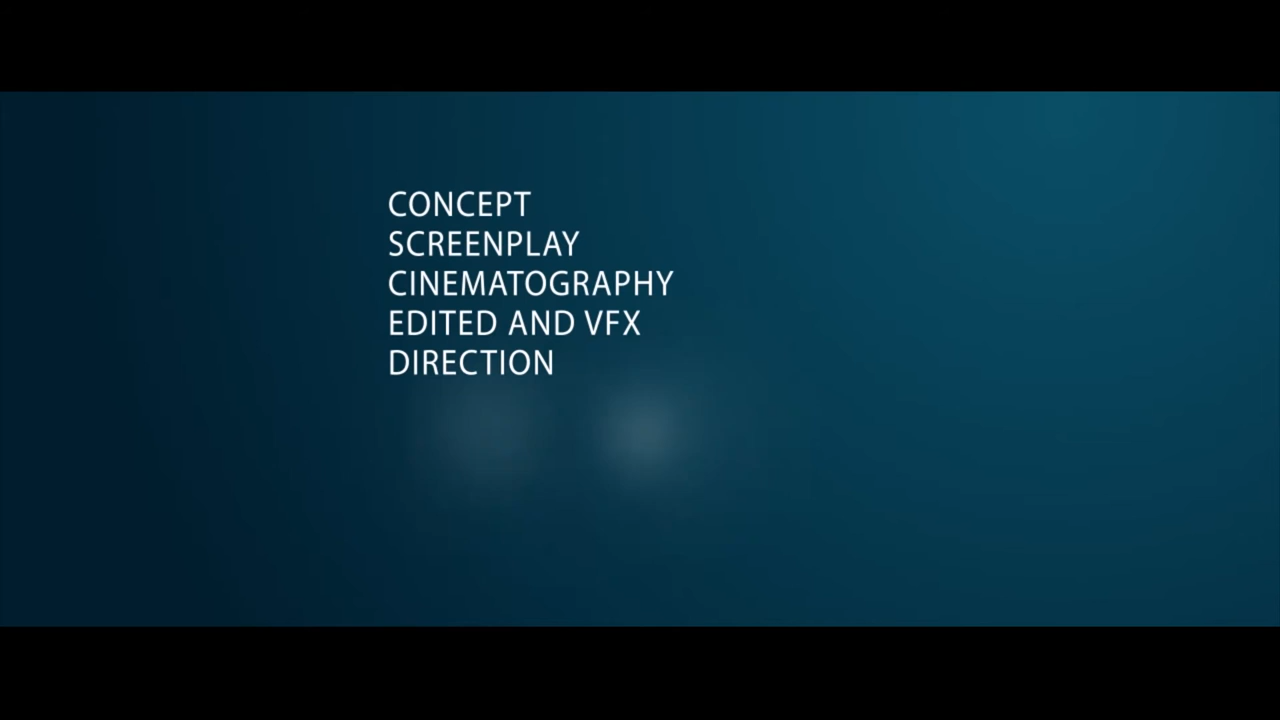 CONCEPT
SCREENPLAY
CINEMATOGRAPHY
EDITED AND VFX
DIRECTION